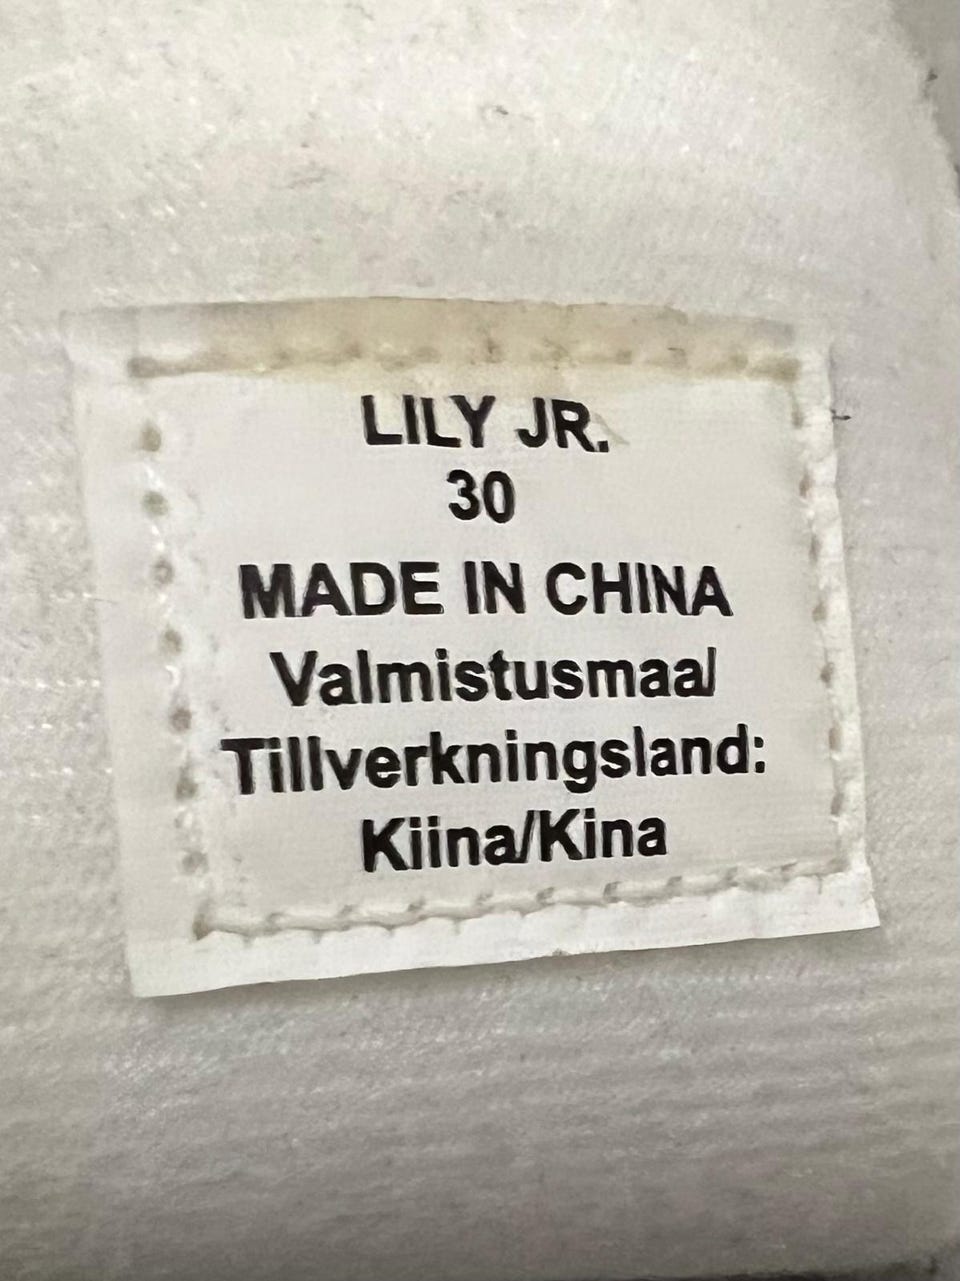 LILY JR.
30
MADE IN CHINA
Valmistusmaa/
Tillverkningsland:
Kiina/Kina